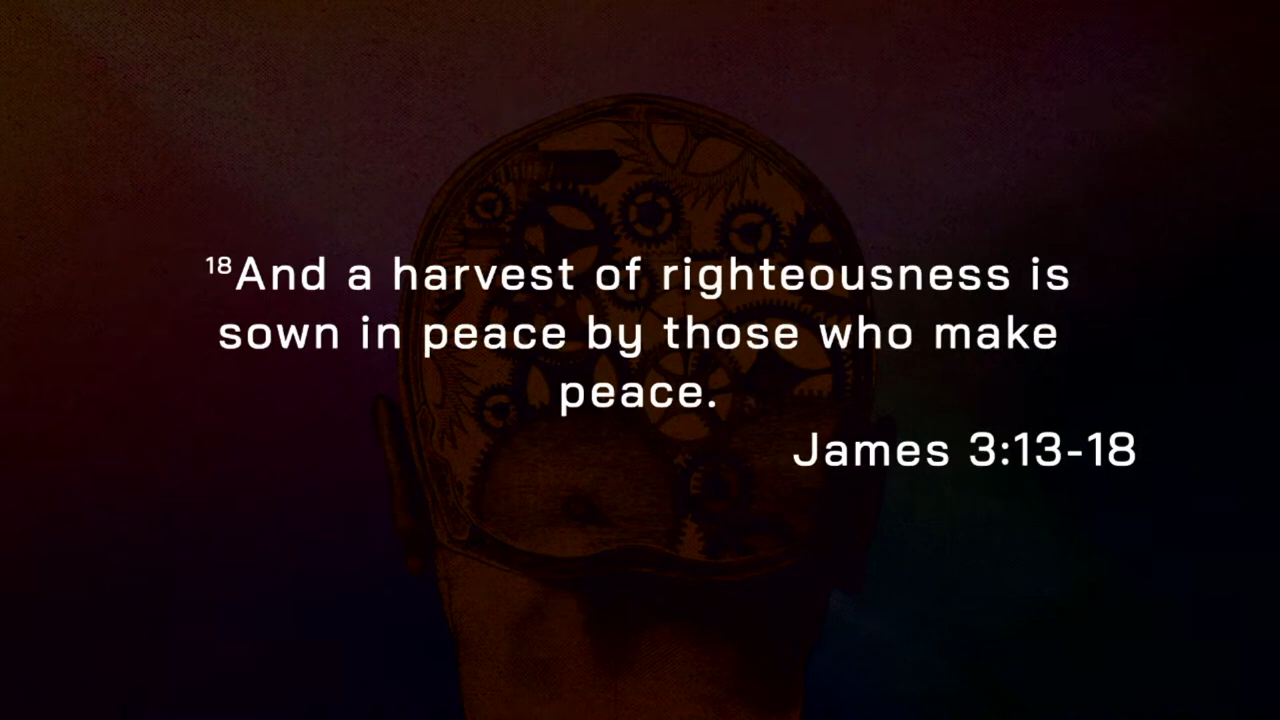 ¹⁸And a harvest of righteousness is
sown in peace by those who make
peace.
James 3:13-18